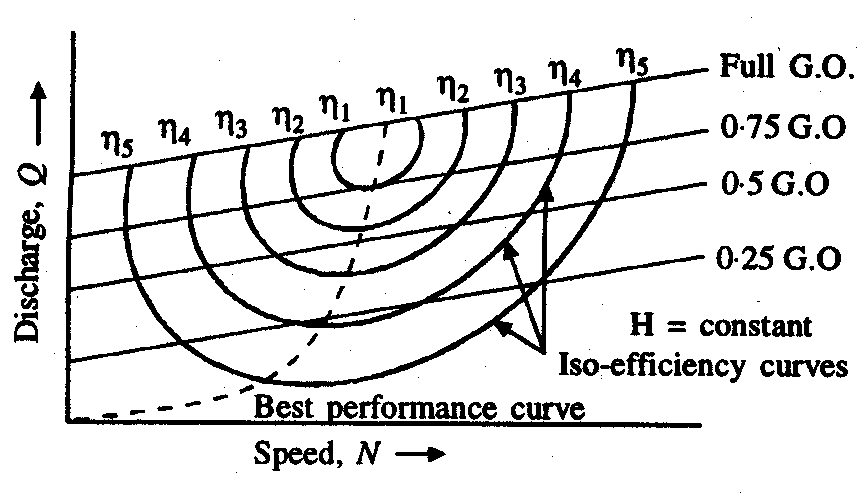 η5 η4 η3 η2 η1 η1 η2 η3 η4 η5
Full G.O.
0·75 G.O
0·5 G.O
0·25 G.O
Discharge, Q →
H = constant
Iso-efficiency curves
Best performance curve
Speed, N →